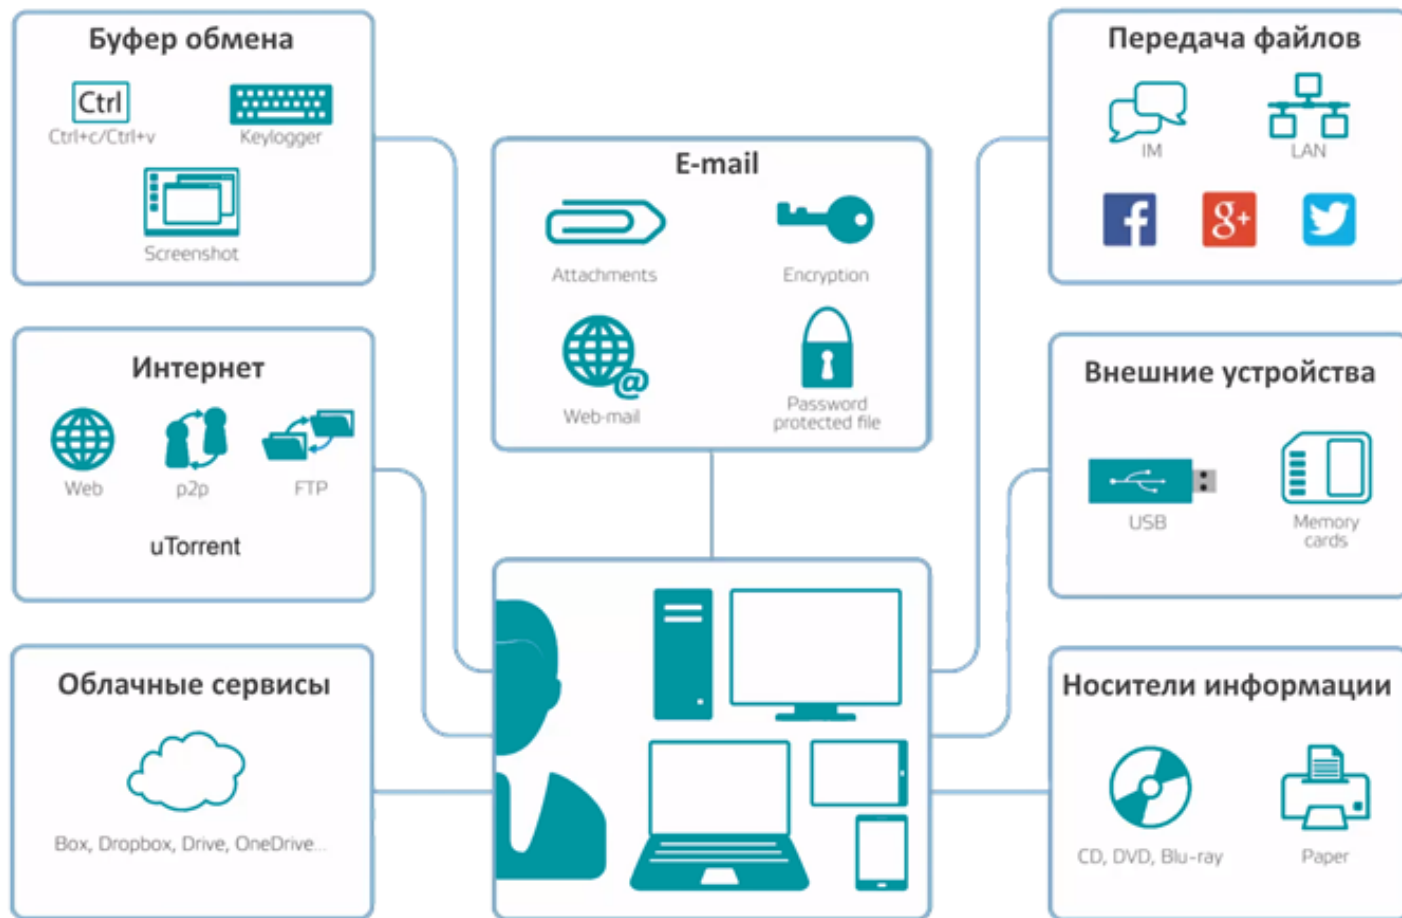 Буфер обмена
Ctrl
Ctrl+c/Ctrl+v
Keylogger
Screenshot
E-mail
Attachments
Encryption
@
Web-mail
Password
protected file
Передача файлов
IM
LAN
f
g+
Интернет
Web
p2p
FTP
uTorrent
Внешние устройства
USB
Memory
cards
Облачные сервисы
Box, Dropbox, Drive, OneDrive...
Носители информации
CD, DVD, Blu-ray
Paper